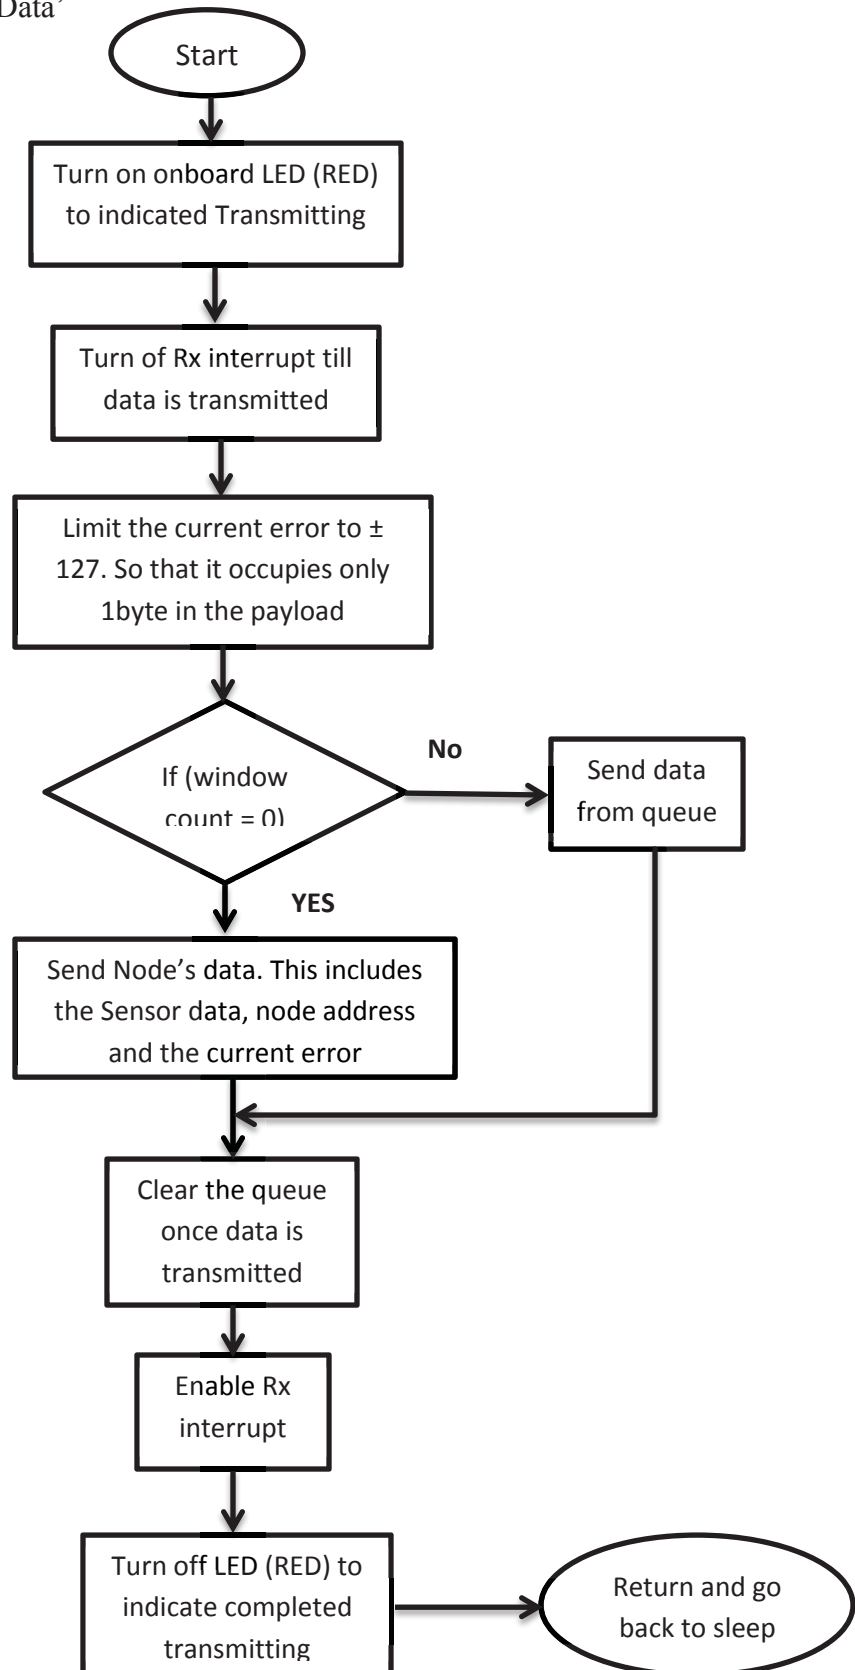 Data’
Start
Turn on onboard LED (RED)
to indicated Transmitting
Turn of Rx interrupt till
data is transmitted
Limit the current error to ±
127. So that it occupies only
1byte in the payload
If (window
count = 0)
No
Send data
from queue
YES
Send Node’s data. This includes
the Sensor data, node address
and the current error
Clear the queue
once data is
transmitted
Enable Rx
interrupt
Turn off LED (RED) to
indicate completed
transmitting
Return and go
back to sleep